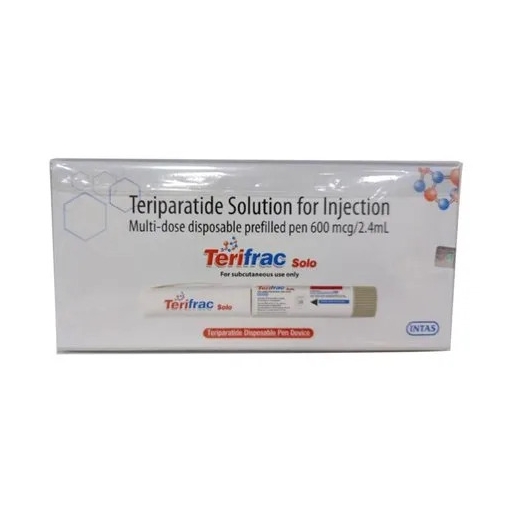 Teriparatide Solution for Injection
Multi-dose disposable prefilled pen 600 mcg/2.4mL
Terifrac Solo
For subcutaneous use only
Terifrac Solo
Terifrac
Teriparatide Disposable Pen Device
INTAS